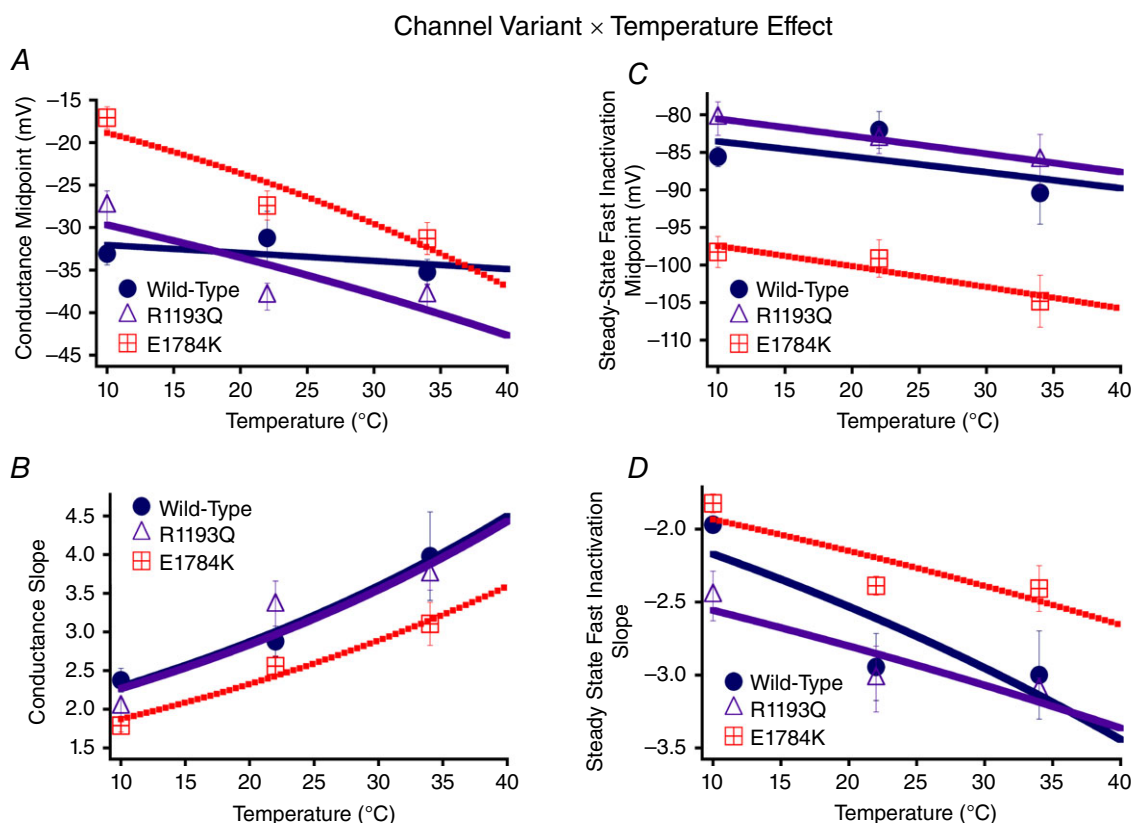 Channel Variant × Temperature Effect
A
Conductance Midpoint (mV)
−15
−20
−25
−30
−35
−40
−45
Wild-Type
R1193Q
E1784K
10 15 20 25 30 35 40
Temperature (°C)
C
Steady-State Fast Inactivation
Midpoint (mV)
−80
−85
−90
−95
−100
−105
−110
Wild-Type
R1193Q
E1784K
10 15 20 25 30 35 40
Temperature (°C)
B
Conductance Slope
4.5
4.0
3.5
3.0
2.5
2.0
1.5
Wild-Type
R1193Q
E1784K
10 15 20 25 30 35 40
Temperature (°C)
D
Steady State Fast Inactivation
Slope
−2.0
−2.5
−3.0
−3.5
Wild-Type
R1193Q
E1784K
10 15 20 25 30 35 40
Temperature (°C)